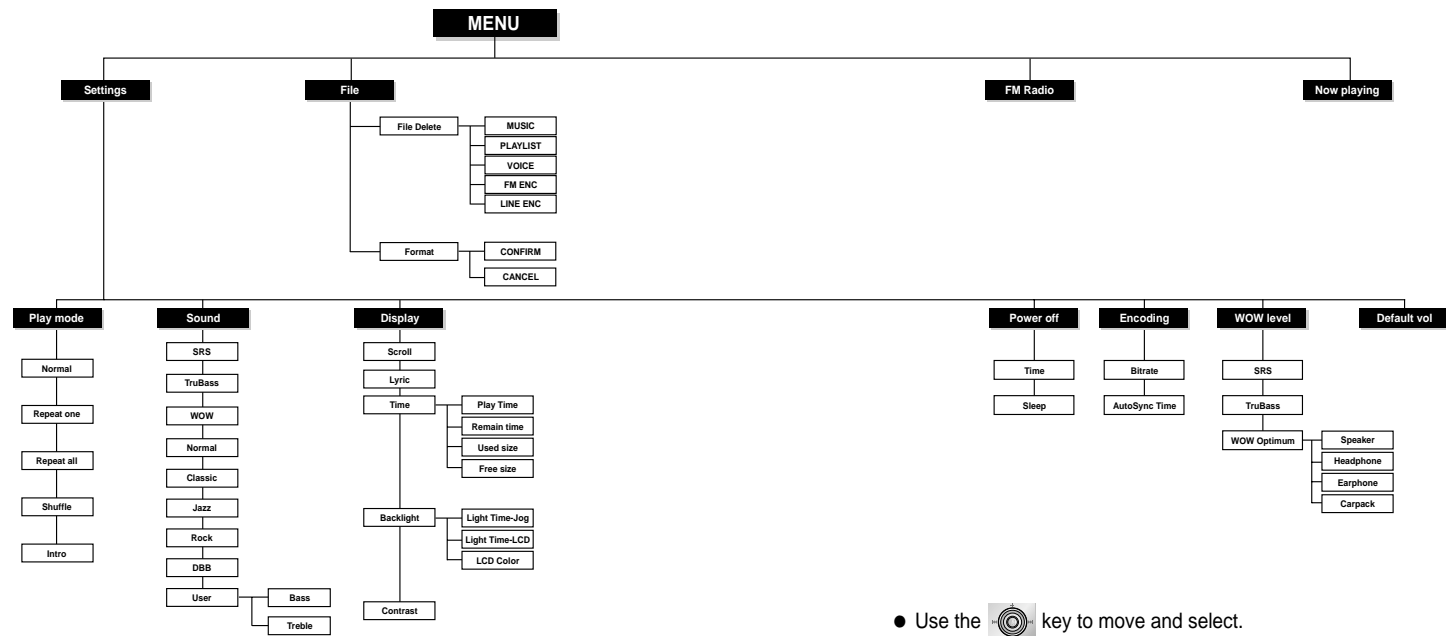 MENU
Settings
File
FM Radio
Now playing
File Delete
MUSIC
PLAYLIST
VOICE
FM ENC
LINE ENC
Format
CONFIRM
CANCEL
Play mode
Normal
Repeat one
Repeat all
Shuffle
Intro
Sound
SRS
TruBass
WOW
Normal
Classic
Jazz
Rock
DBB
User
Bass
Treble
Display
Scroll
Lyric
Time
Play Time
Remain time
Used size
Free size
Backlight
Light Time-Jog
Light Time-LCD
LCD Color
Contrast
Power off
Time
Sleep
Encoding
Bitrate
AutoSync Time
WOW level
SRS
TruBass
WOW Optimum
Speaker
Headphone
Earphone
Carpack
Default vol
● Use the key to move and select.